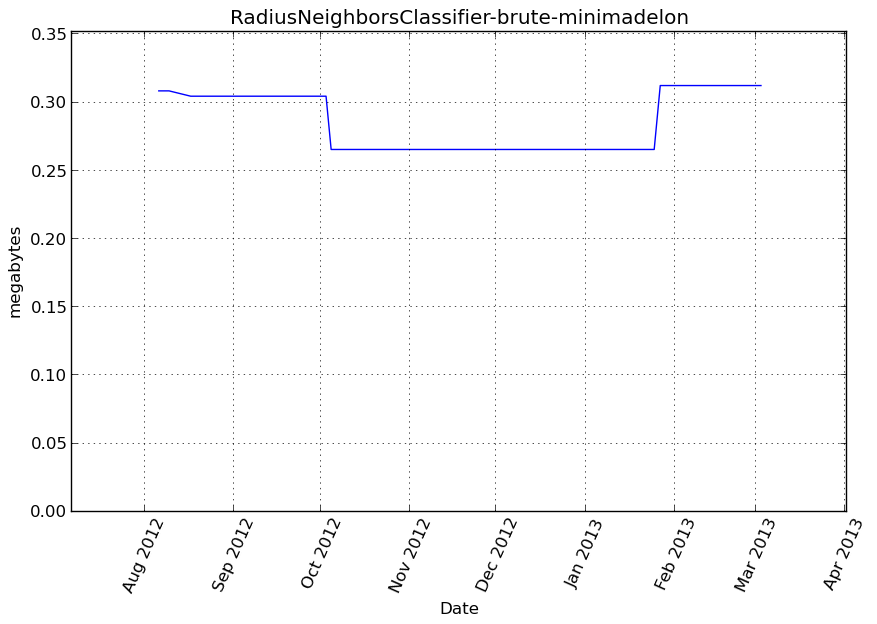 RadiusNeighborsClassifier-brute-minimadelon
0.35
0.30
0.25
0.20
0.15
0.10
0.05
0.00
megabytes
Aug 2012
Sep 2012
Oct 2012
Nov 2012
Dec 2012
Jan 2013
Feb 2013
Mar 2013
Apr 2013
Date